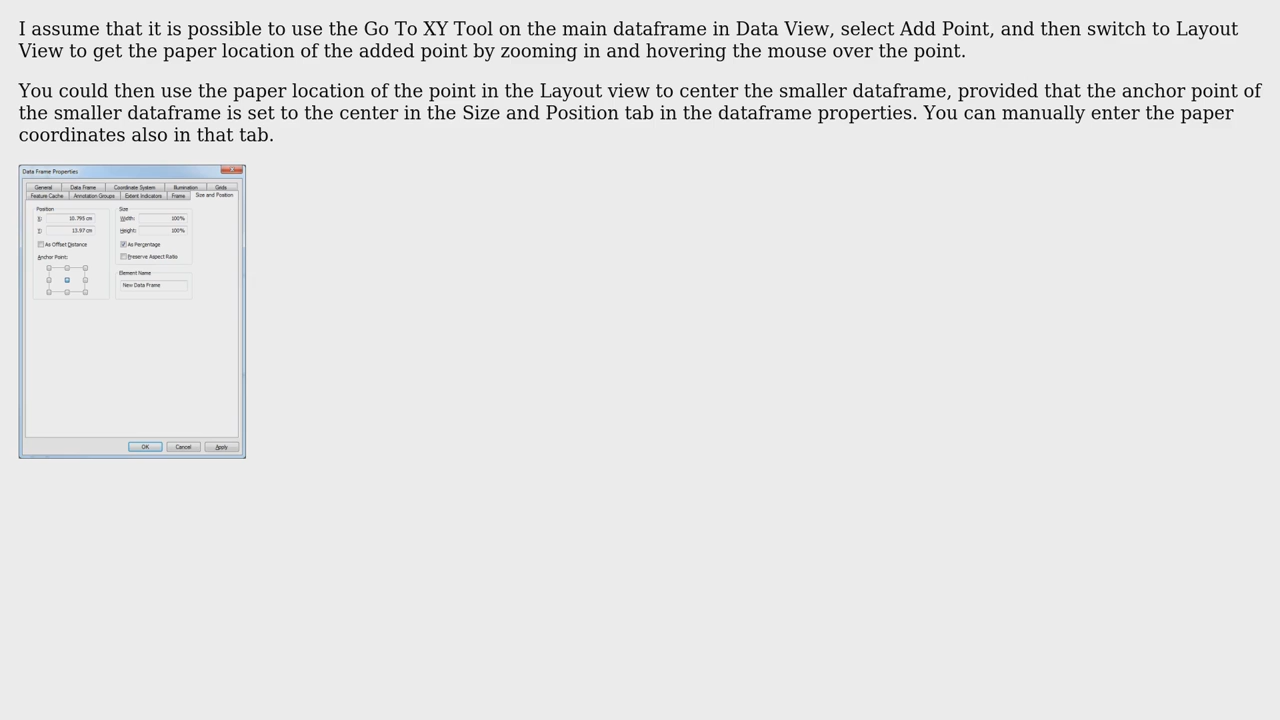 I assume that it is possible to use the Go To XY Tool on the main dataframe in Data View, select Add Point, and then switch to Layout
View to get the paper location of the added point by zooming in and hovering the mouse over the point.
You could then use the paper location of the point in the Layout view to center the smaller dataframe, provided that the anchor point of
the smaller dataframe is set to the center in the Size and Position tab in the dataframe properties. You can manually enter the paper
coordinates also in that tab.
Data Frame Properties
General Data Frame Coordinate System Illumination Grids
Feature Cache Annotation Groups Extent Indicators Frame Size and Position
Position Size
X: 10.795 cm Width: 100%
Y: 13.97 cm Height: 100%
As Offset Distance As Percentage
Anchor Point: Preserve Aspect Ratio
Element Name
New Data Frame
OK Cancel Apply